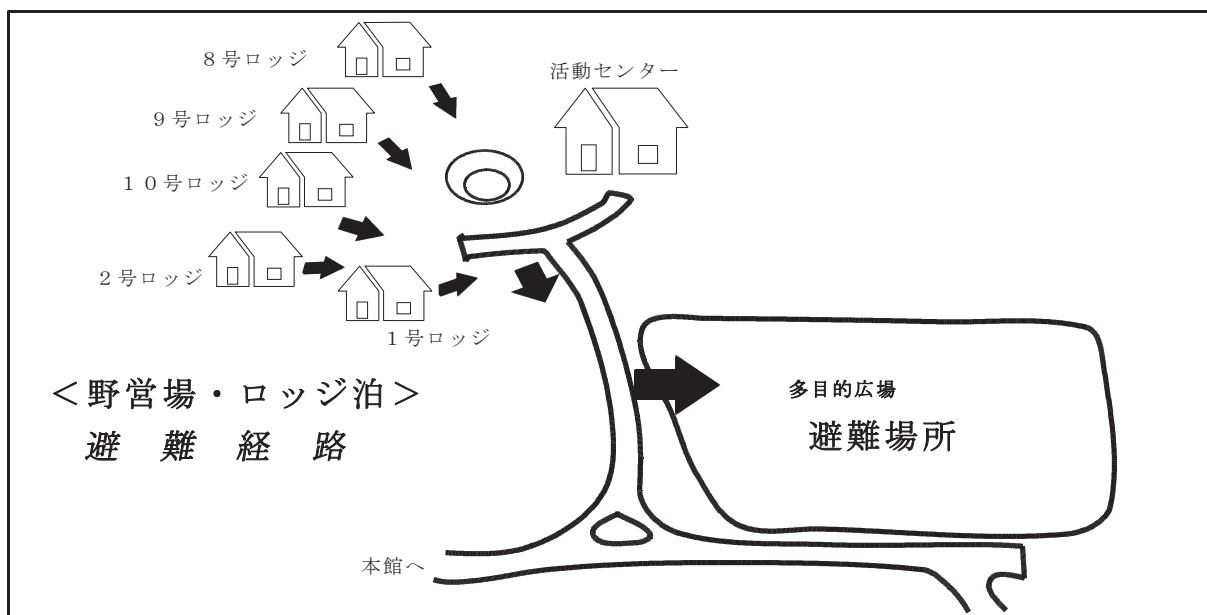 ８号ロッジ
活動センター
９号ロッジ
１０号ロッジ
２号ロッジ
１号ロッジ
＜野営場・ロッジ泊＞
避 難 経 路
多目的広場
避難場所
本館へ